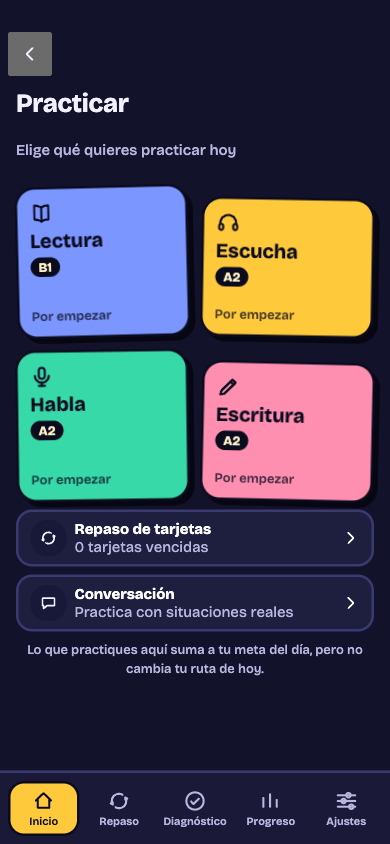 Practicar
Elige qué quieres practicar hoy
Lectura
B1
Por empezar
Escucha
A2
Por empezar
Habla
A2
Por empezar
Escritura
A2
Por empezar
Repaso de tarjetas
0 tarjetas vencidas
Conversación
Practica con situaciones reales
Lo que practiques aquí suma a tu meta del día, pero no
cambia tu ruta de hoy.
Inicio
Repaso
Diagnóstico
Progreso
Ajustes